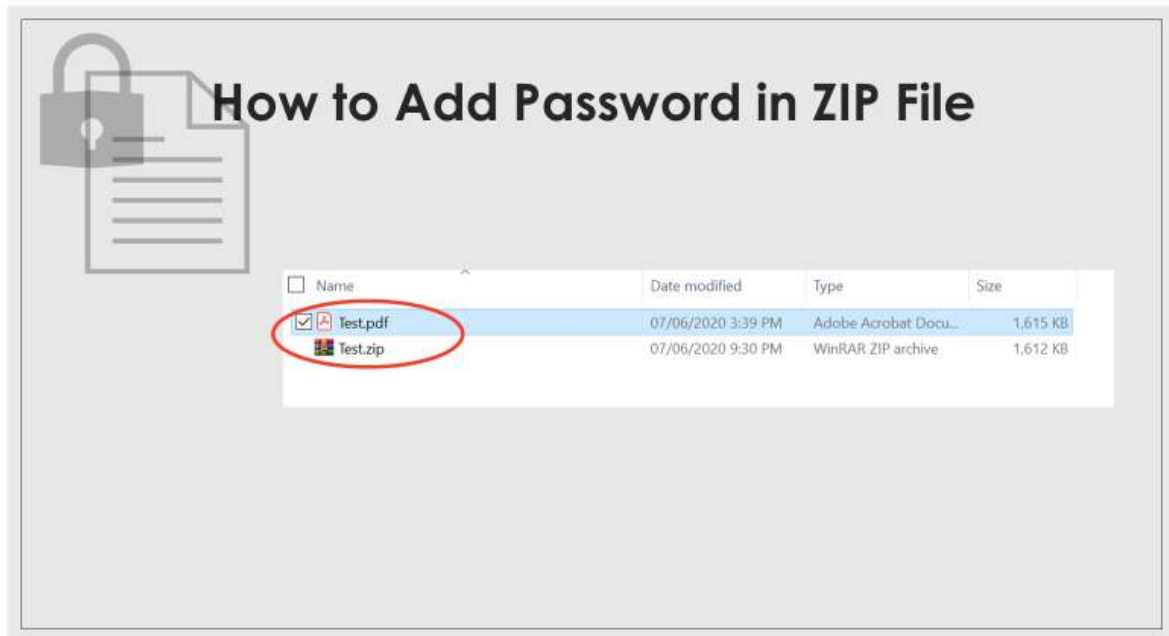 How to Add Password in ZIP File
Name Date modified Type Size
Test.pdf 07/06/2020 3:39 PM Adobe Acrobat Docu... 1,615 KB
Test.zip 07/06/2020 9:30 PM WinRAR ZIP archive 1,612 KB